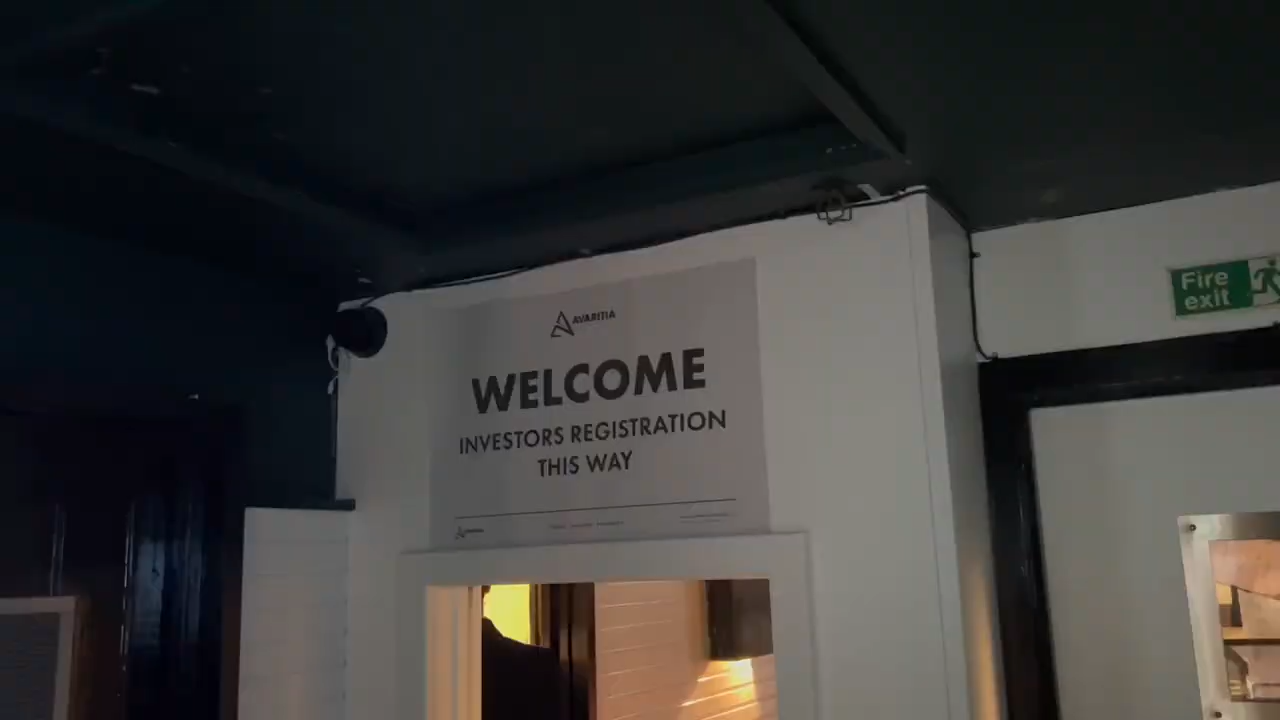 AVARITIA
WELCOME
INVESTORS REGISTRATION
THIS WAY
Fire
exit